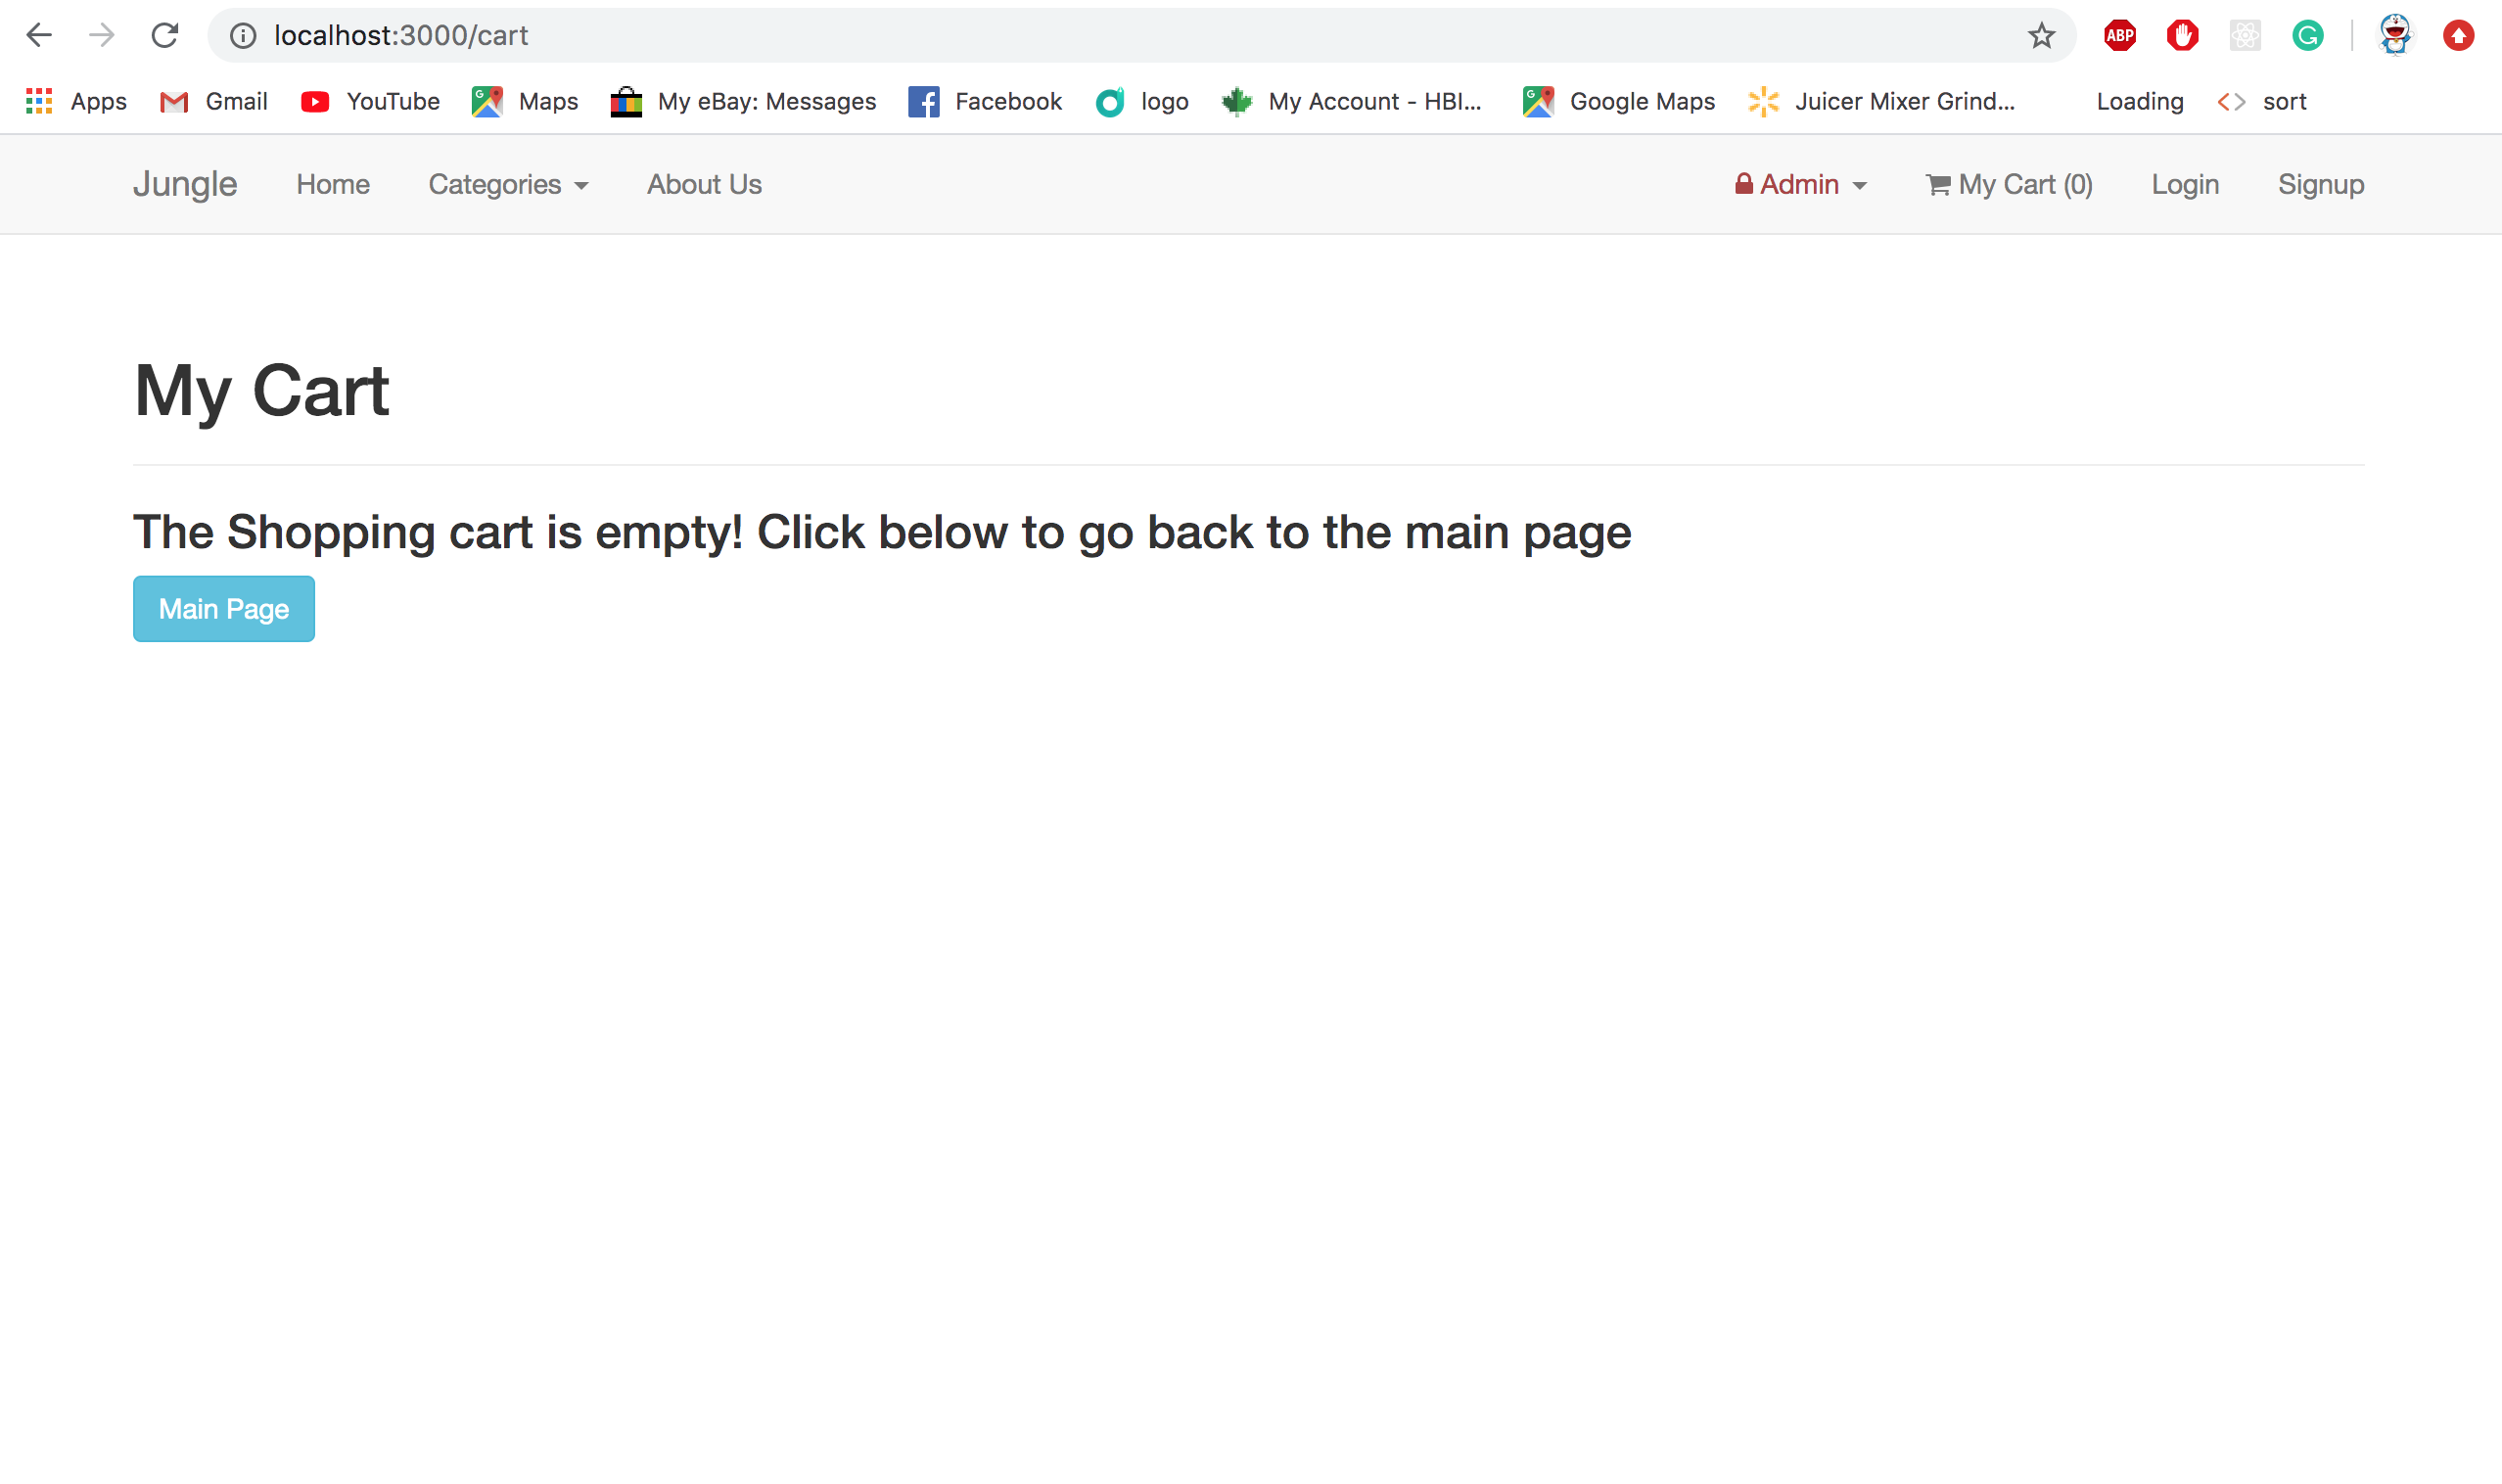 localhost:3000/cart ABP
Apps Gmail YouTube Maps My eBay: Messages Facebook logo My Account - HBI... Google Maps Juicer Mixer Grind... Loading sort
Jungle Home Categories About Us Admin My Cart (0) Login Signup
My Cart
The Shopping cart is empty! Click below to go back to the main page
Main Page